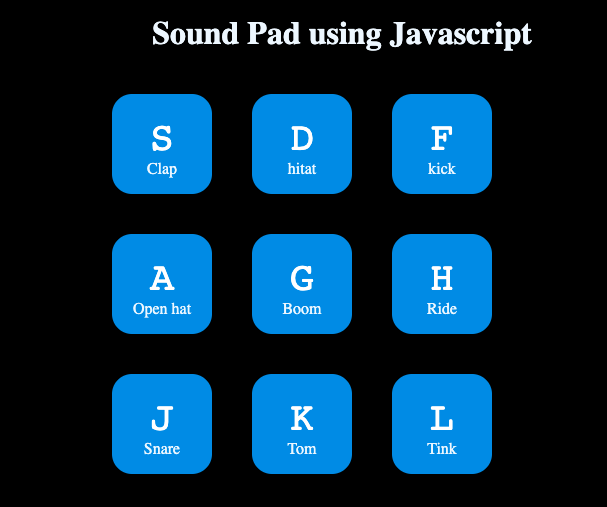 Sound Pad using Javascript
S
Clap
D
hitat
F
kick
A
Open hat
G
Boom
H
Ride
J
Snare
K
Tom
L
Tink